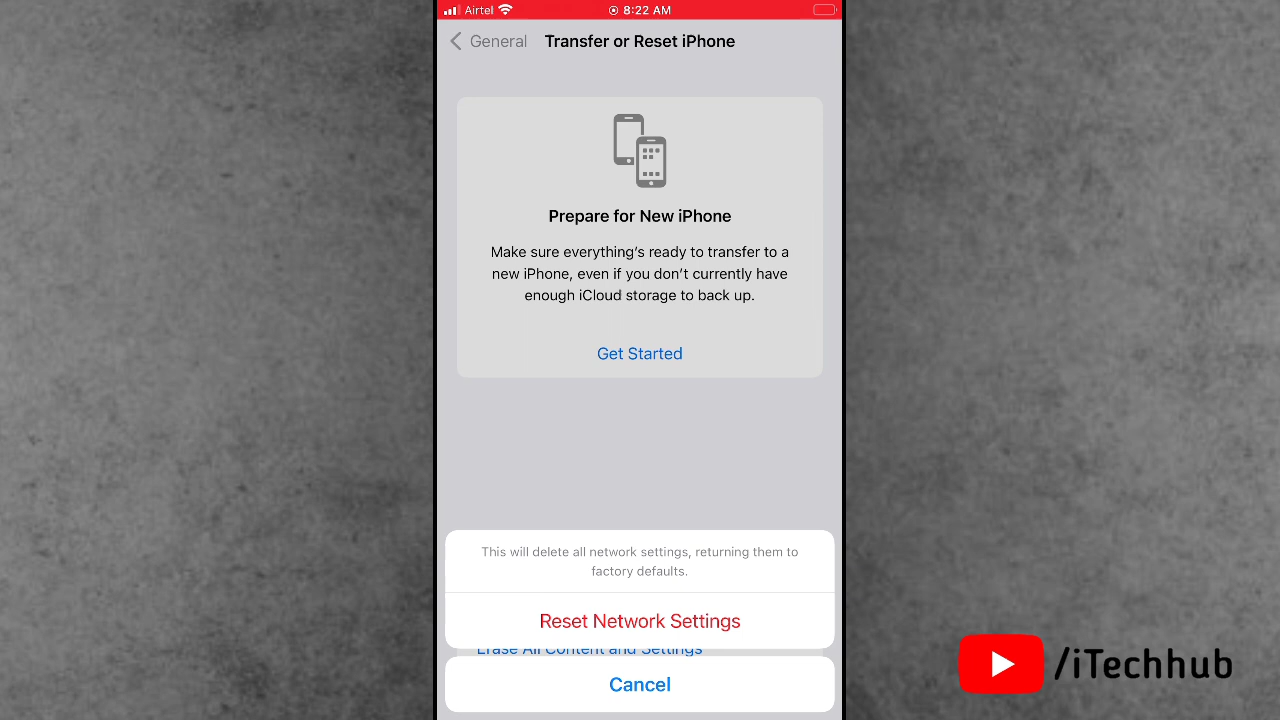 Airtel 8:22 AM
General Transfer or Reset iPhone
Prepare for New iPhone
Make sure everything's ready to transfer to a
new iPhone, even if you don't currently have
enough iCloud storage to back up.
Get Started
This will delete all network settings, returning them to
factory defaults.
Reset Network Settings
Erase All Content and Settings
Cancel
/iTechhub